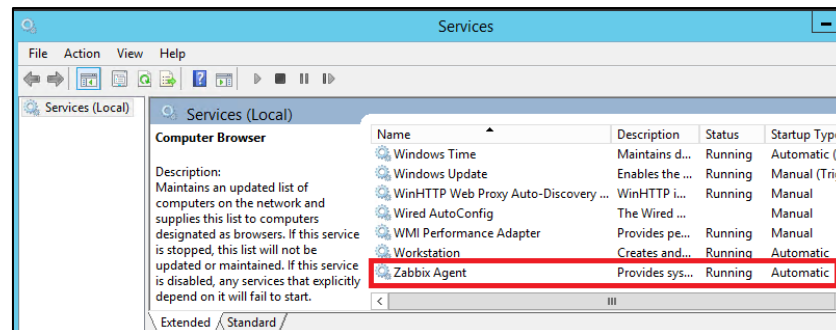 Services
File Action View Help
Services (Local)
Services (Local)
Computer Browser
Description:
Maintains an updated list of
computers on the network and
supplies this list to computers
designated as browsers. If this service
is stopped, this list will not be
updated or maintained. If this service
is disabled, any services that explicitly
depend on it will fail to start.
Name Description Status Startup Type
Windows Time Maintains d... Running Automatic (
Windows Update Enables the ... Running Manual (Tri
WinHTTP Web Proxy Auto-Discovery ... WinHTTP i... Running Manual
Wired AutoConfig The Wired ... Manual
WMI Performance Adapter Provides pe... Running Manual
Workstation Creates and... Running Automatic
Zabbix Agent Provides sys... Running Automatic
Extended Standard